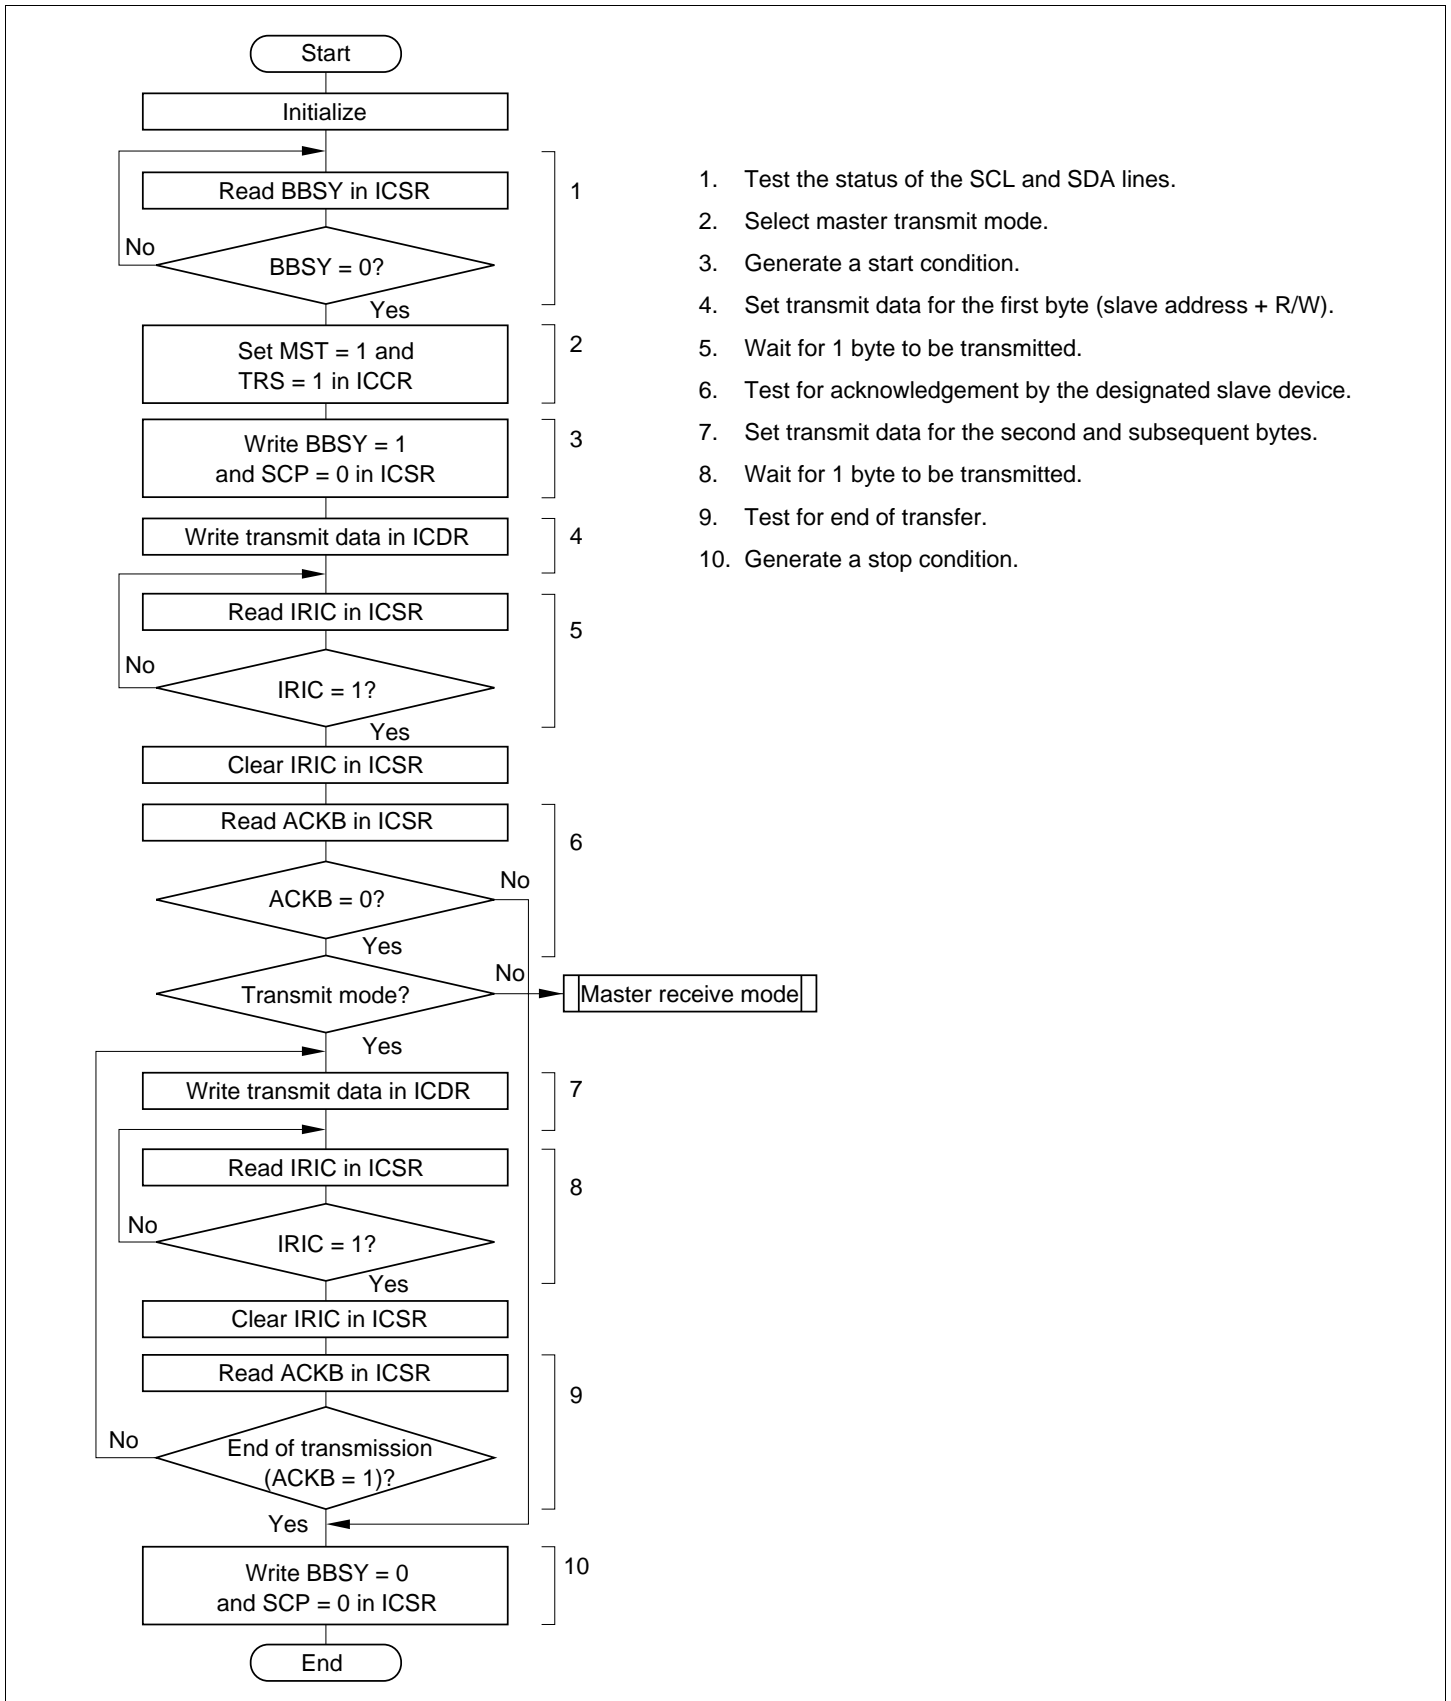 Start
Initialize
Read BBSY in ICSR
1
No
BBSY = 0?
Yes
Set MST = 1 and
TRS = 1 in ICCR
2
Write BBSY = 1
and SCP = 0 in ICSR
3
Write transmit data in ICDR
4
Read IRIC in ICSR
5
No
IRIC = 1?
Yes
Clear IRIC in ICSR
Read ACKB in ICSR
6
ACKB = 0?
No
Yes
Transmit mode?
No
Master receive mode
Yes
Write transmit data in ICDR
7
Read IRIC in ICSR
8
No
IRIC = 1?
Yes
Clear IRIC in ICSR
Read ACKB in ICSR
9
No
End of transmission
(ACKB = 1)?
Yes
Write BBSY = 0
and SCP = 0 in ICSR
10
End
1. Test the status of the SCL and SDA lines.
2. Select master transmit mode.
3. Generate a start condition.
4. Set transmit data for the first byte (slave address + R/W).
5. Wait for 1 byte to be transmitted.
6. Test for acknowledgement by the designated slave device.
7. Set transmit data for the second and subsequent bytes.
8. Wait for 1 byte to be transmitted.
9. Test for end of transfer.
10. Generate a stop condition.